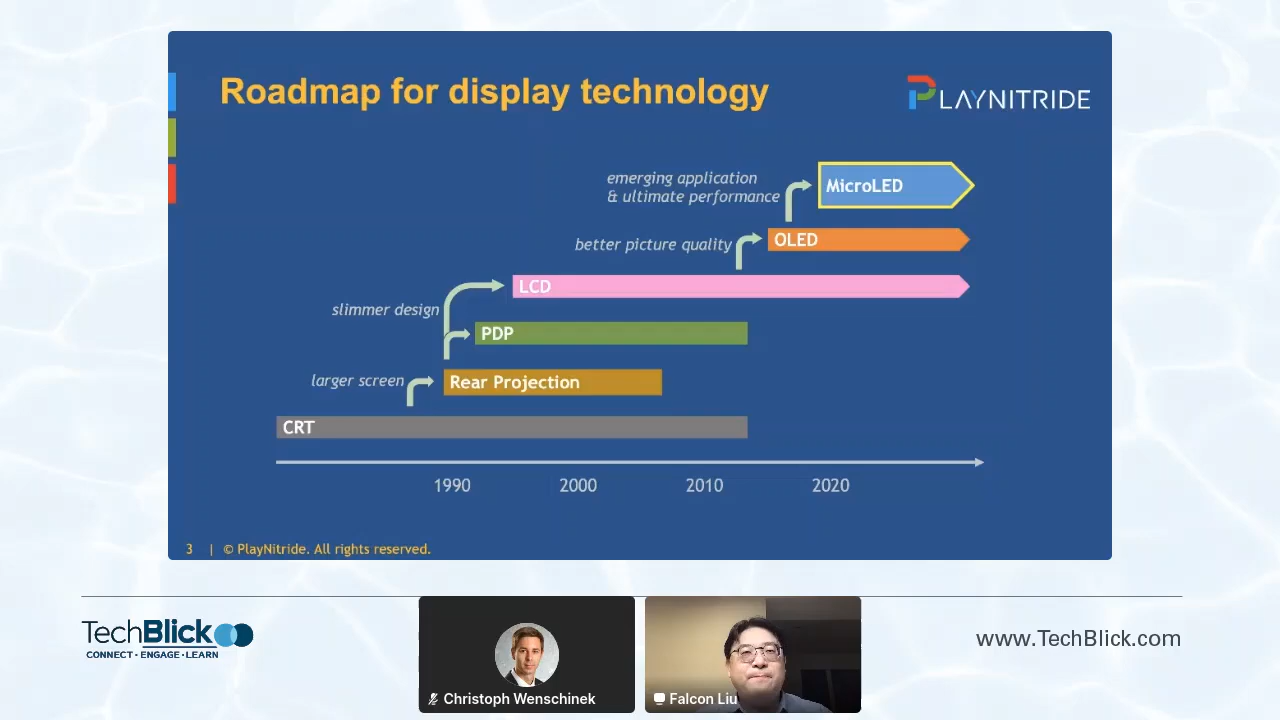 Roadmap for display technology
PLAYNITRIDE
emerging application
& ultimate performance
MicroLED
better picture quality
OLED
LCD
slimmer design
PDP
larger screen
Rear Projection
CRT
1990 2000 2010 2020
3 | © PlayNitride. All rights reserved.
TechBlick
CONNECT · ENGAGE · LEARN
Christoph Wenschinek
Falcon Liu
www.TechBlick.com